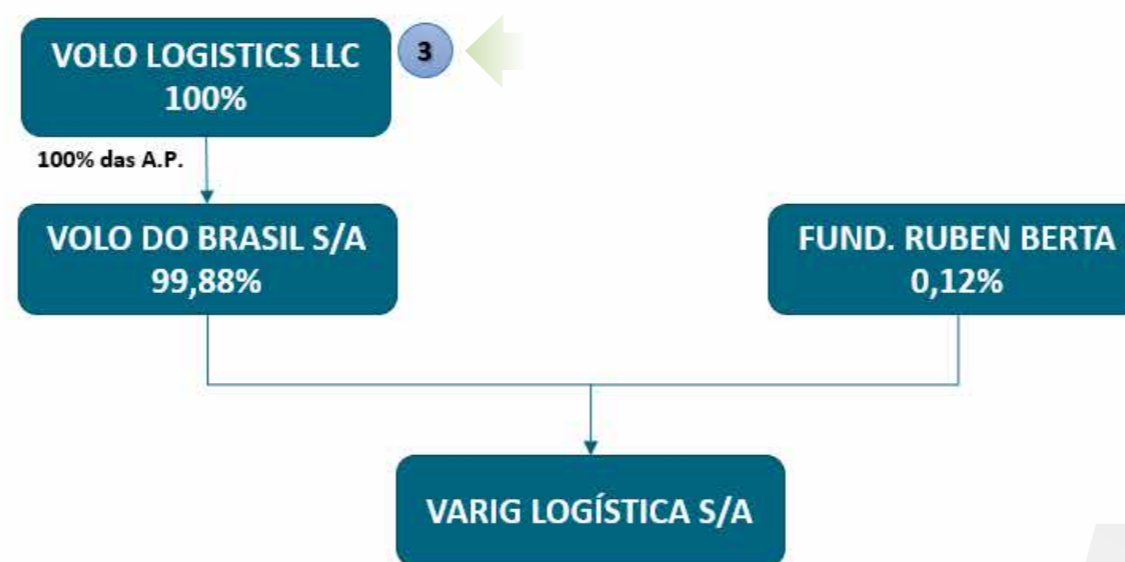 VOLO LOGISTICS LLC
100%
3
100% das A.P.
VOLO DO BRASIL S/A
99,88%
FUND. RUBEN BERTA
0,12%
VARIG LOGÍSTICA S/A